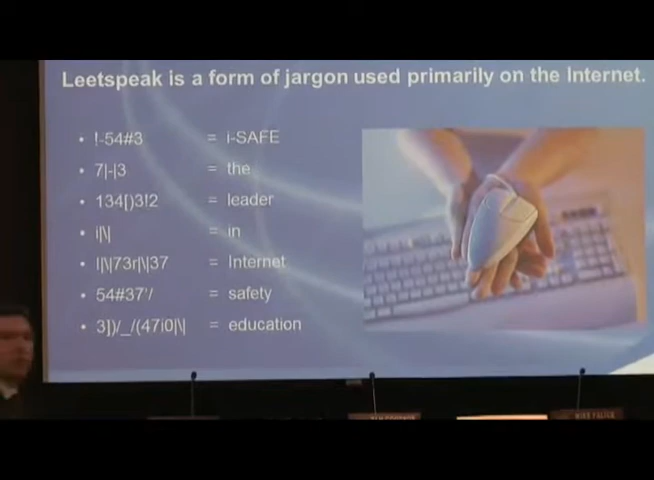 Leetspeak is a form of jargon used primarily on the Internet.
• !-54#3 = i-SAFE
• 7|-|3 = the
• 134[)3!2 = leader
• i|\| = in
• I|\|73r|\|37 = Internet
• 54#37'/ = safety
• 3])/_/(47i0|\| = education